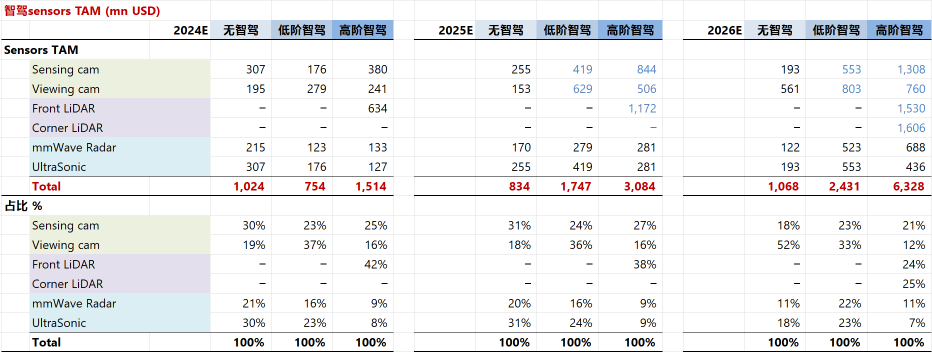 智驾sensors TAM (mn USD)
2024E 无智驾 低阶智驾 高阶智驾 2025E 无智驾 低阶智驾 高阶智驾 2026E 无智驾 低阶智驾 高阶智驾
Sensors TAM
Sensing cam 307 176 380 255 419 844 193 553 1,308
Viewing cam 195 279 241 153 629 506 561 803 760
Front LiDAR – – 634 – – 1,172 – – 1,530
Corner LiDAR – – – – – – – – 1,606
mmWave Radar 215 123 133 170 279 281 122 523 688
UltraSonic 307 176 127 255 419 281 193 553 436
Total 1,024 754 1,514 834 1,747 3,084 1,068 2,431 6,328
占比 %
Sensing cam 30% 23% 25% 31% 24% 27% 18% 23% 21%
Viewing cam 19% 37% 16% 18% 36% 16% 52% 33% 12%
Front LiDAR – – 42% – – 38% – – 24%
Corner LiDAR – – – – – – – – 25%
mmWave Radar 21% 16% 9% 20% 16% 9% 11% 22% 11%
UltraSonic 30% 23% 8% 31% 24% 9% 18% 23% 7%
Total 100% 100% 100% 100% 100% 100% 100% 100% 100%